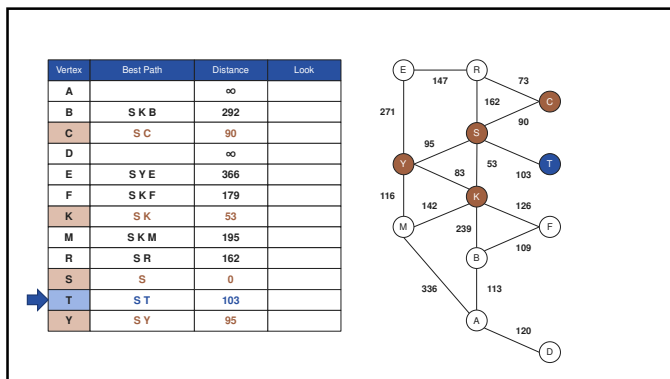 Vertex Best Path Distance Look
A ∞
B S K B 292
C S C 90
D ∞
E S Y E 366
F S K F 179
K S K 53
M S K M 195
R S R 162
S S 0
T S T 103
Y S Y 95
E R
147 73
C
271 162 90
S
95
Y 53 103 T
83
116 K
142 126
M 239 F
109
B
336 113
A
120
D